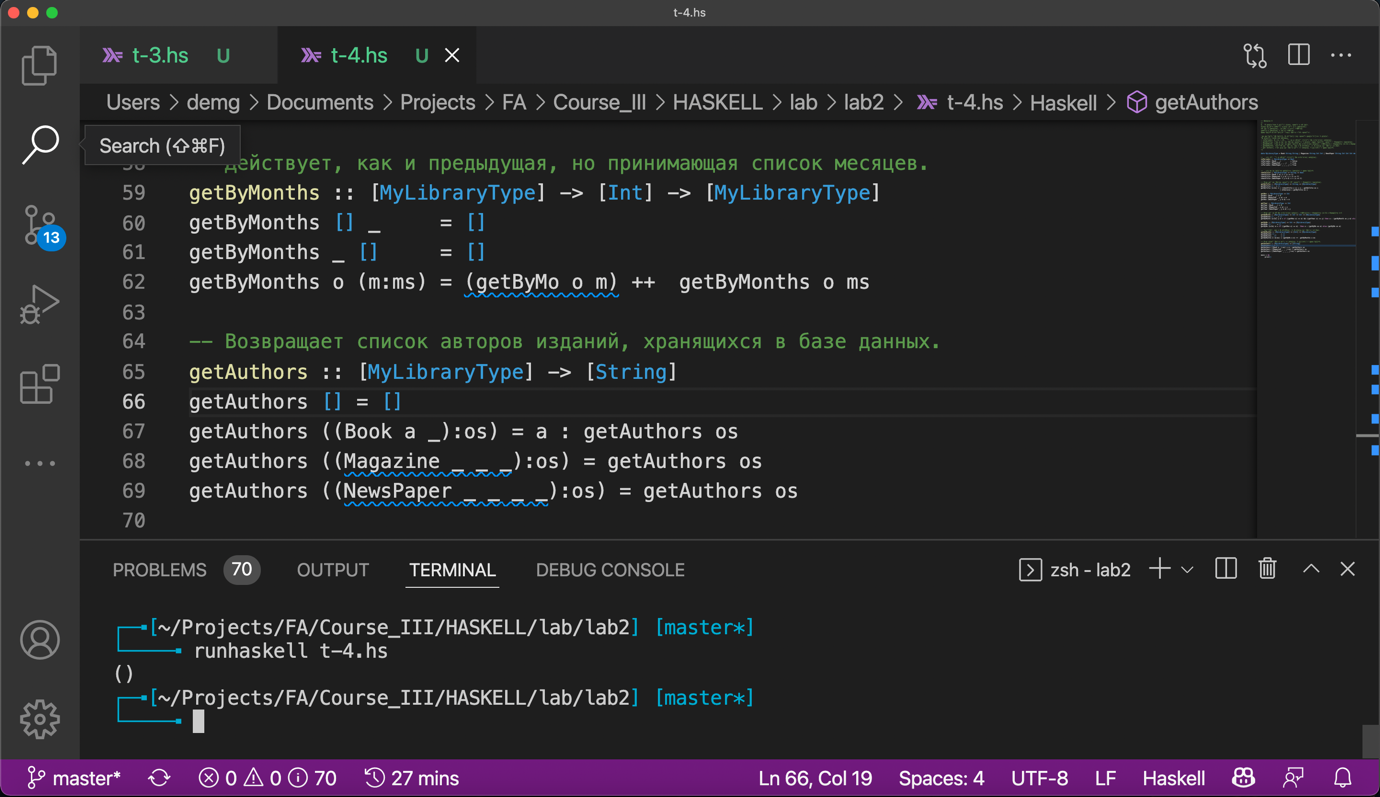 t-4.hs
t-3.hs U t-4.hs U
Users > demg > Documents > Projects > FA > Course_III > HASKELL > lab > lab2 > t-4.hs > Haskell > getAuthors
Search (⇧⌘F)
58 действует, как и предыдущая, но принимающая список месяцев.
59 getByMonths :: [MyLibraryType] -> [Int] -> [MyLibraryType]
60 getByMonths [] _     = []
61 getByMonths _ []     = []
62 getByMonths o (m:ms) = (getByMo o m) ++  getByMonths o ms
63
64 -- Возвращает список авторов изданий, хранящихся в базе данных.
65 getAuthors :: [MyLibraryType] -> [String]
66 getAuthors [] = []
67 getAuthors ((Book a _):os) = a : getAuthors os
68 getAuthors ((Magazine _ _ _):os) = getAuthors os
69 getAuthors ((NewsPaper _ _ _ _):os) = getAuthors os
70
PROBLEMS 70 OUTPUT TERMINAL DEBUG CONSOLE zsh - lab2
[~/Projects/FA/Course_III/HASKELL/lab/lab2] [master*]
runhaskell t-4.hs
()
[~/Projects/FA/Course_III/HASKELL/lab/lab2] [master*]
13
master* 0 0 70 27 mins Ln 66, Col 19 Spaces: 4 UTF-8 LF Haskell